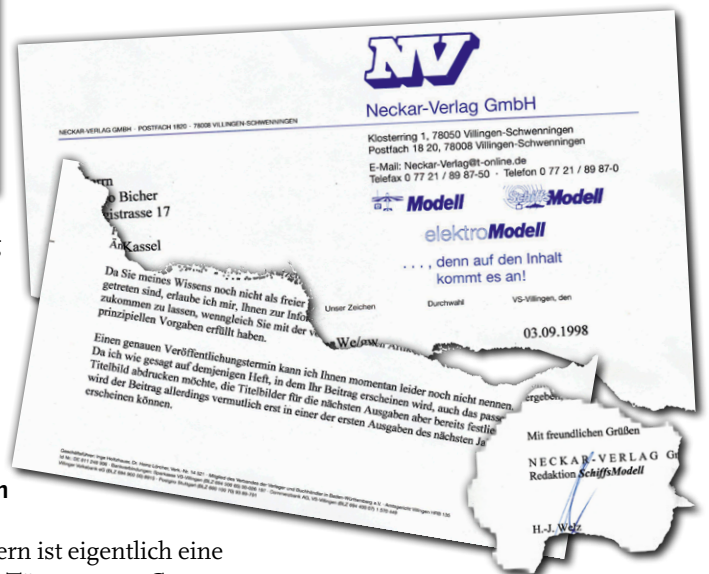 NV
Neckar-Verlag GmbH
NECKAR-VERLAG GMBH · POSTFACH 1820 · 78008 VILLINGEN-SCHWENNINGEN
Klosterring 1, 78050 Villingen-Schwenningen
Postfach 18 20, 78008 Villingen-Schwenningen
E-Mail: Neckar-Verlag@t-online.de
Telefax 0 77 21 / 89 87-50 · Telefon 0 77 21 / 89 87-0
Modell SchiffsModell
elektroModell
. . . , denn auf den Inhalt
kommt es an!
Bicher
strasse 17
Kassel
Unser Zeichen
Durchwahl
VS-Villingen, den
We/
03.09.1998
Da Sie meines Wissens noch nicht als freier
getreten sind, erlaube ich mir, Ihnen zur Info
zukommen zu lassen, wenngleich Sie mit der
prinzipiellen Vorgaben erfüllt haben.
Einen genauen Veröffentlichungstermin kann ich Ihnen momentan leider noch nicht nennen.
Da ich wie gesagt auf demjenigen Heft, in dem Ihr Beitrag erscheinen wird, auch das pass
Titelbild abdrucken möchte, die Titelbilder für die nächsten Ausgaben aber bereits festlie
wird der Beitrag allerdings vermutlich erst in einer der ersten Ausgaben des nächsten Ja
erscheinen können.
Mit freundlichen Grüßen
NECKAR-VERLAG G
Redaktion SchiffsModell
H.-J. Welz
ern ist eigentlich eine